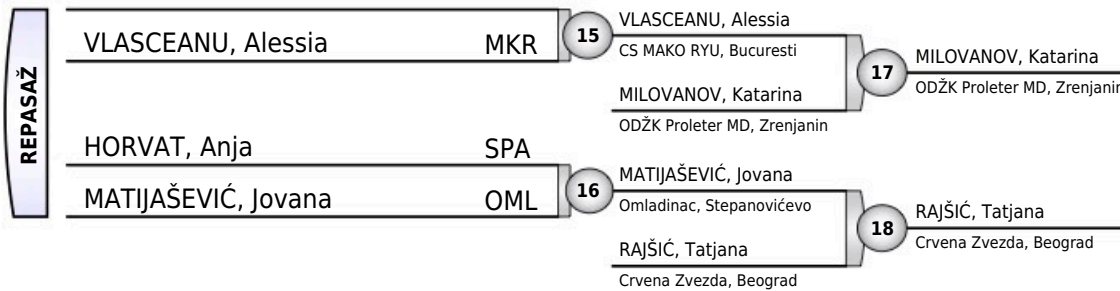 REPASAŽ
VLASCEANU, Alessia MKR
HORVAT, Anja SPA
MATIJAŠEVIĆ, Jovana OML
15
VLASCEANU, Alessia
CS MAKO RYU, Bucuresti
MILOVANOV, Katarina
ODŽK Proleter MD, Zrenjanin
16
MATIJAŠEVIĆ, Jovana
Omladinac, Stepanovićevo
RAJŠIĆ, Tatjana
Crvena Zvezda, Beograd
17
MILOVANOV, Katarina
ODŽK Proleter MD, Zrenjanin
18
RAJŠIĆ, Tatjana
Crvena Zvezda, Beograd